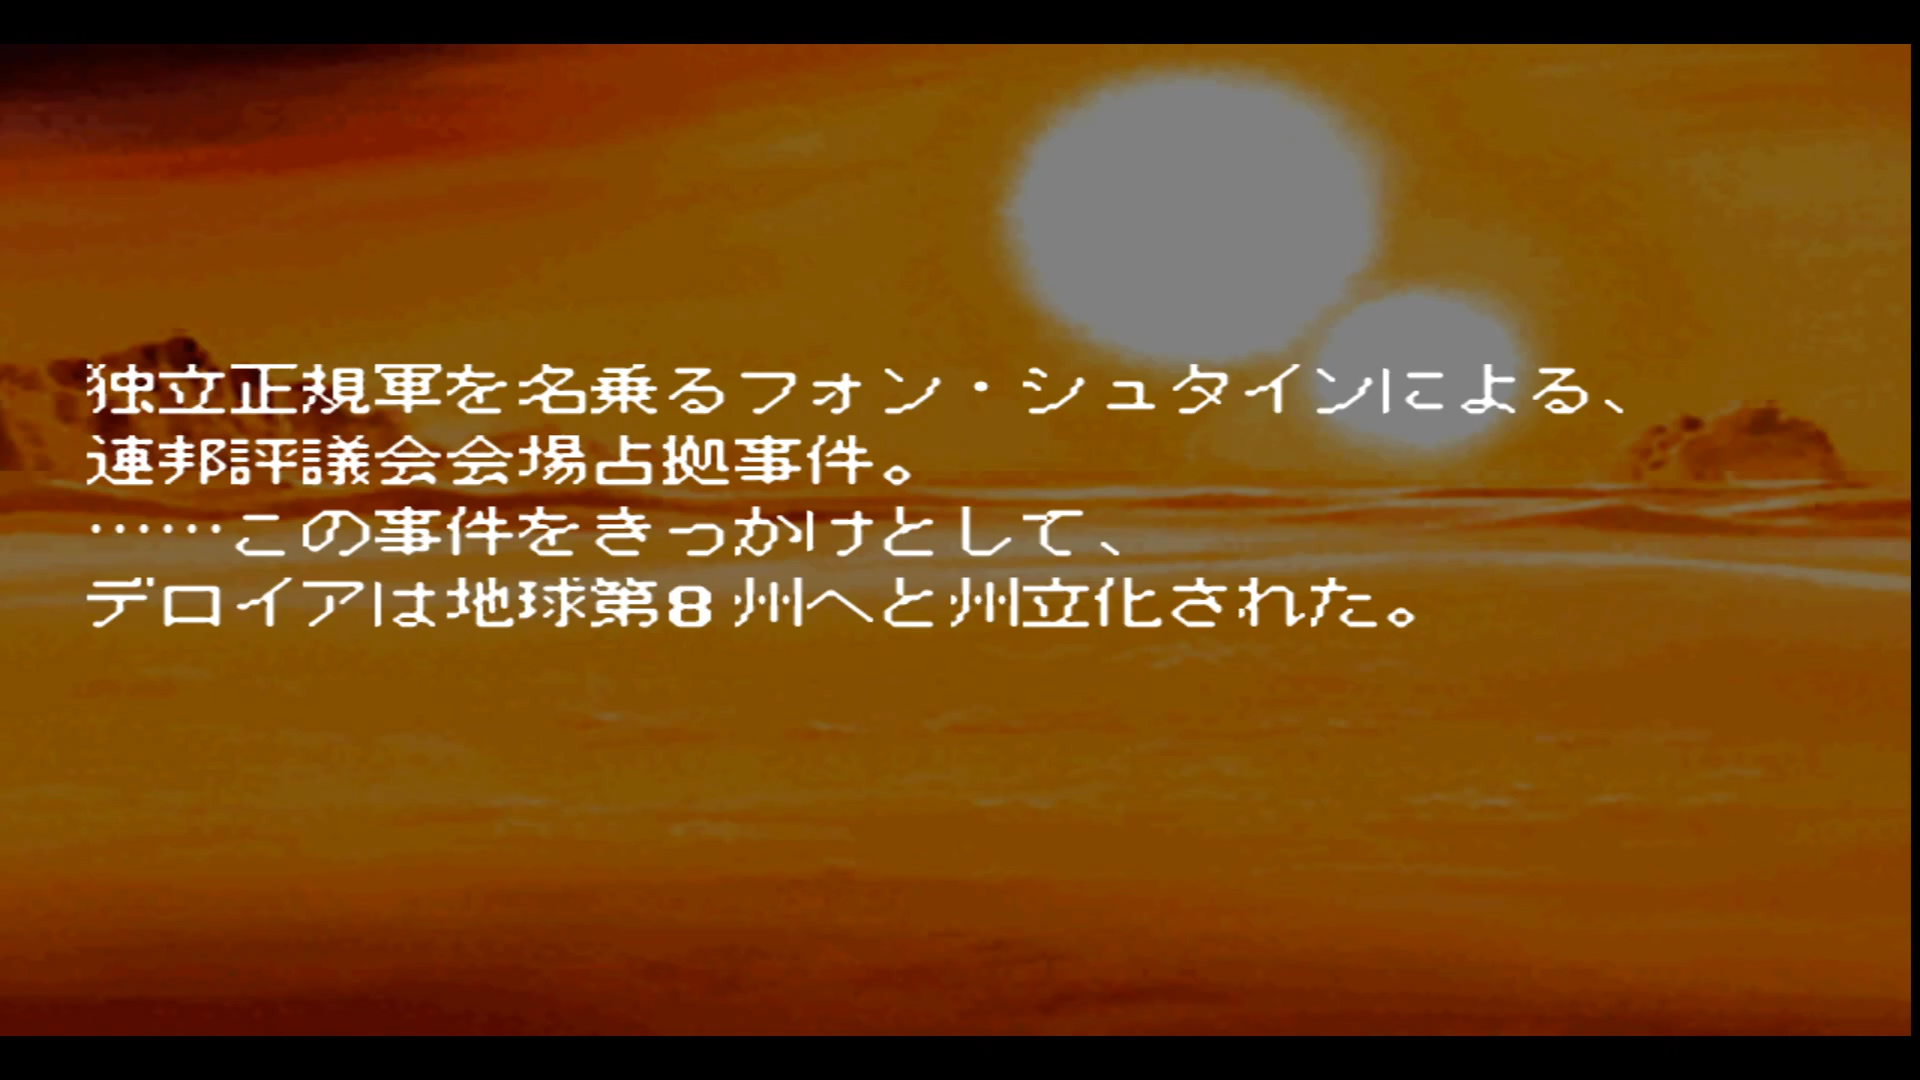 独立正規軍を名乗るフォン・シュタインによる、
連邦評議会会場占拠事件。
……この事件をきっかけとして、
デロイアは地球第8州へと州立化された。